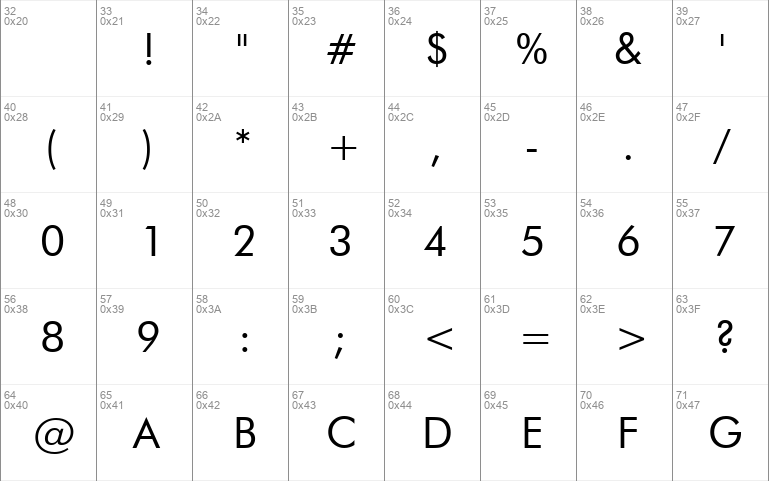 32 33 34 35 36 37 38 39
0x20 0x21 0x22 0x23 0x24 0x25 0x26 0x27
! " # $ % & '
40 41 42 43 44 45 46 47
0x28 0x29 0x2A 0x2B 0x2C 0x2D 0x2E 0x2F
( ) * + , - . /
48 49 50 51 52 53 54 55
0x30 0x31 0x32 0x33 0x34 0x35 0x36 0x37
0 1 2 3 4 5 6 7
56 57 58 59 60 61 62 63
0x38 0x39 0x3A 0x3B 0x3C 0x3D 0x3E 0x3F
8 9 : ; < = > ?
64 65 66 67 68 69 70 71
0x40 0x41 0x42 0x43 0x44 0x45 0x46 0x47
@ A B C D E F G